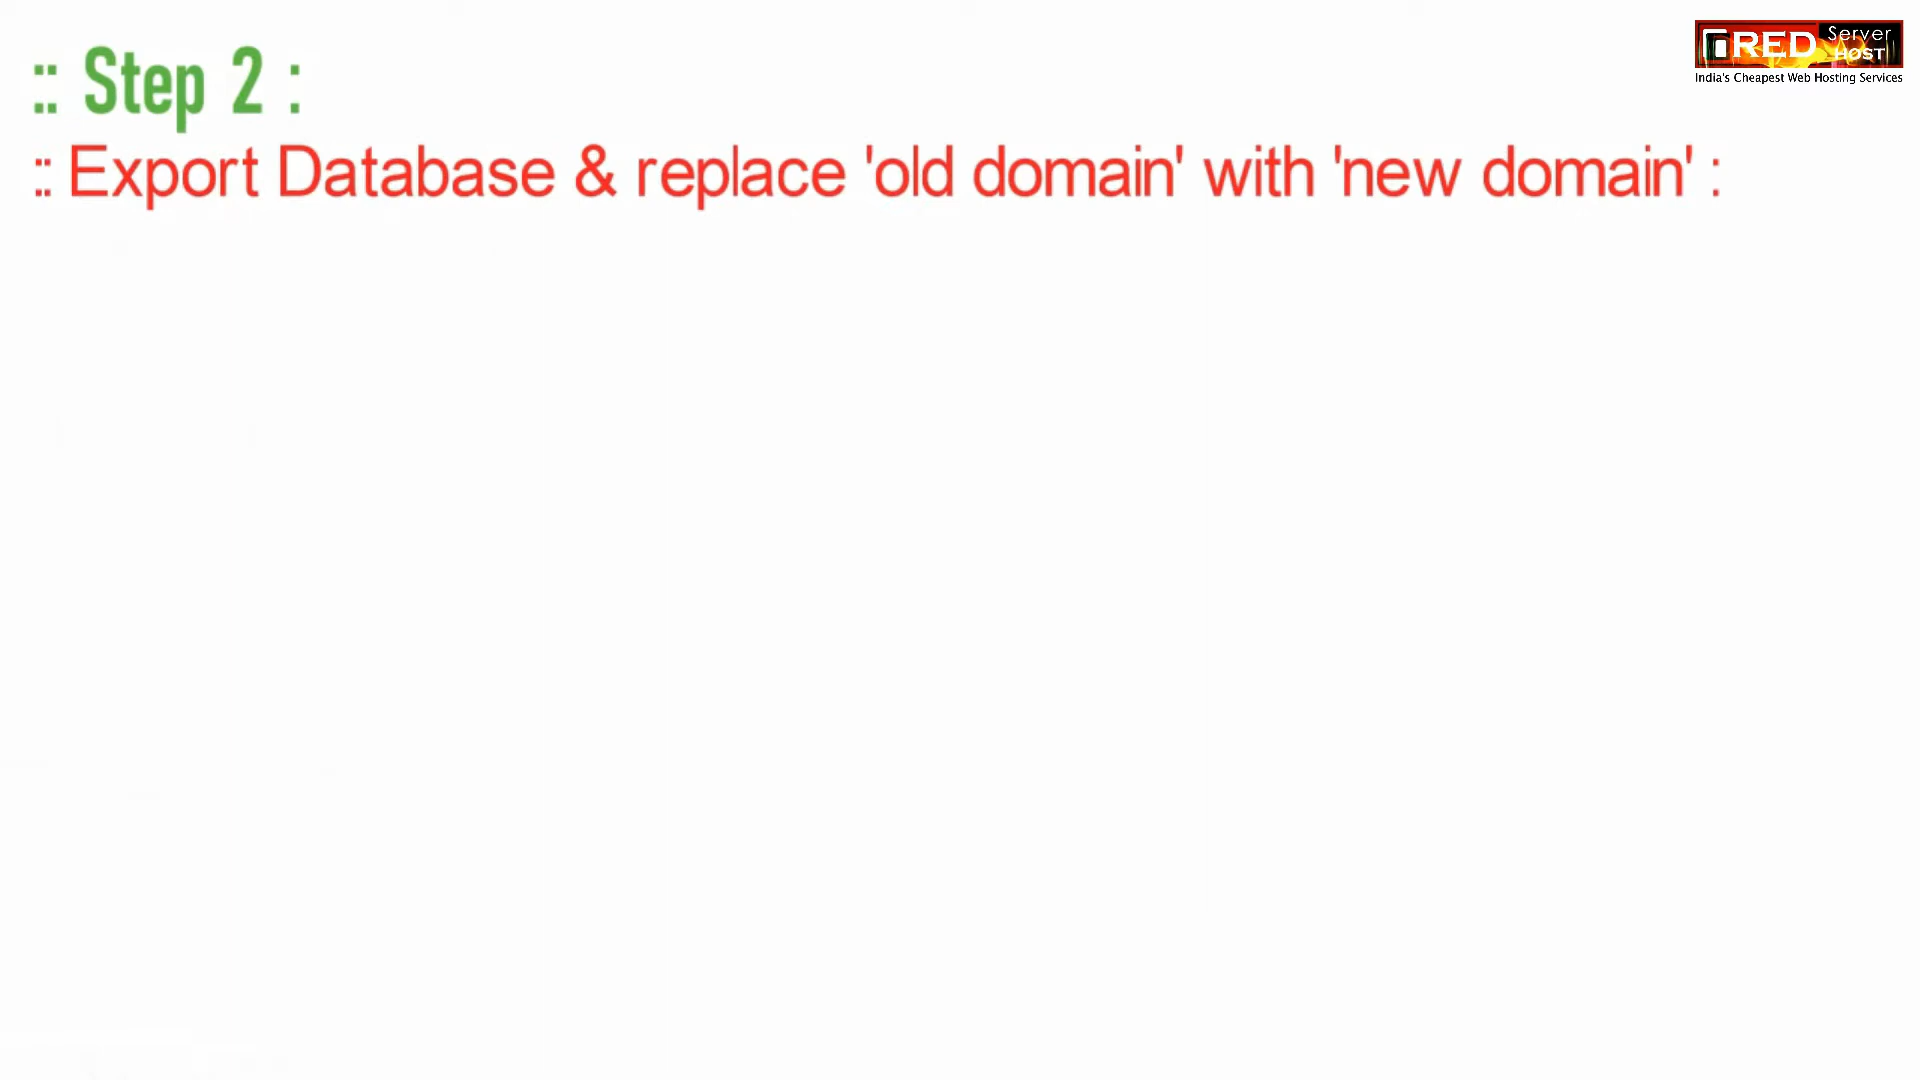 :: Step 2 :
:: Export Database & replace 'old domain' with 'new domain' :
RED Server HOST
India's Cheapest Web Hosting Services